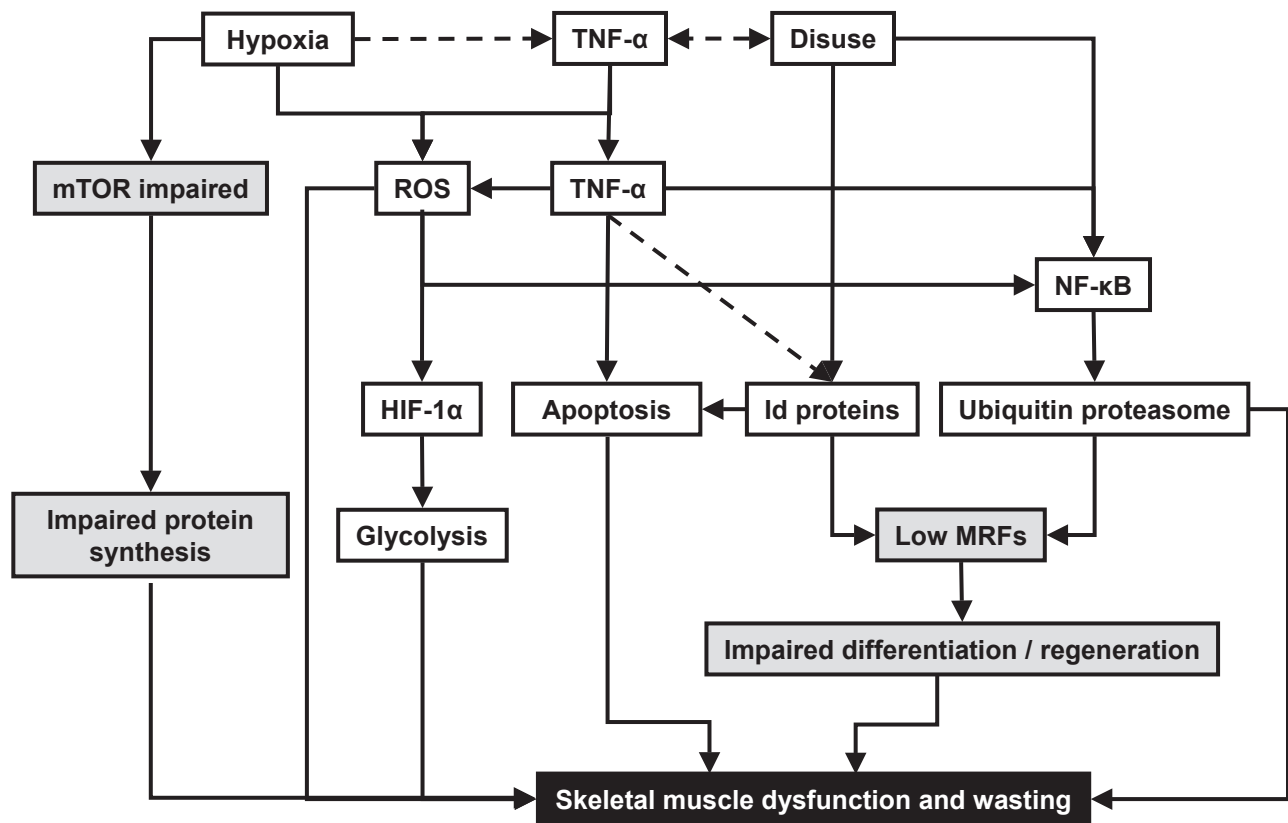 Hypoxia
TNF-α
Disuse
mTOR impaired
ROS
TNF-α
NF-κB
HIF-1α
Apoptosis
Id proteins
Ubiquitin proteasome
Impaired protein
synthesis
Glycolysis
Low MRFs
Impaired differentiation / regeneration
Skeletal muscle dysfunction and wasting